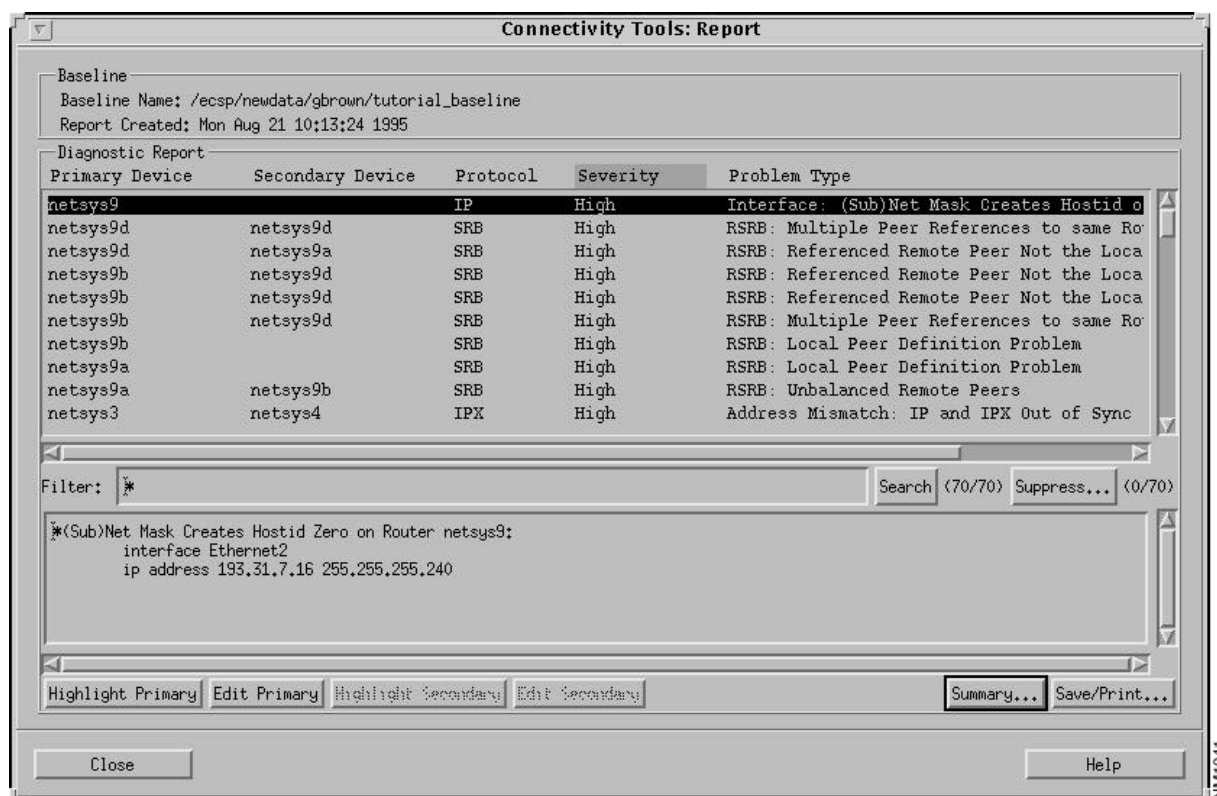 Connectivity Tools: Report
Baseline
Baseline Name: /ecsp/newdata/gbrown/tutorial_baseline
Report Created: Mon Aug 21 10:13:24 1995
Diagnostic Report
Primary Device Secondary Device Protocol Severity Problem Type
netsys9 IP High Interface: (Sub)Net Mask Creates Hostid o
netsys9d netsys9d SRB High RSRB: Multiple Peer References to same Ro
netsys9d netsys9a SRB High RSRB: Referenced Remote Peer Not the Loca
netsys9b netsys9d SRB High RSRB: Referenced Remote Peer Not the Loca
netsys9b netsys9d SRB High RSRB: Referenced Remote Peer Not the Loca
netsys9b netsys9d SRB High RSRB: Multiple Peer References to same Ro
netsys9b SRB High RSRB: Local Peer Definition Problem
netsys9a SRB High RSRB: Local Peer Definition Problem
netsys9a netsys9b SRB High RSRB: Unbalanced Remote Peers
netsys3 netsys4 IPX High Address Mismatch: IP and IPX Out of Sync
Filter: * Search (70/70) Suppress... (0/70)
*(Sub)Net Mask Creates Hostid Zero on Router netsys9:
interface Ethernet2
ip address 193.31.7.16 255.255.255.240
Highlight Primary Edit Primary Highlight Secondary Edit Secondary Summary... Save/Print...
Close Help